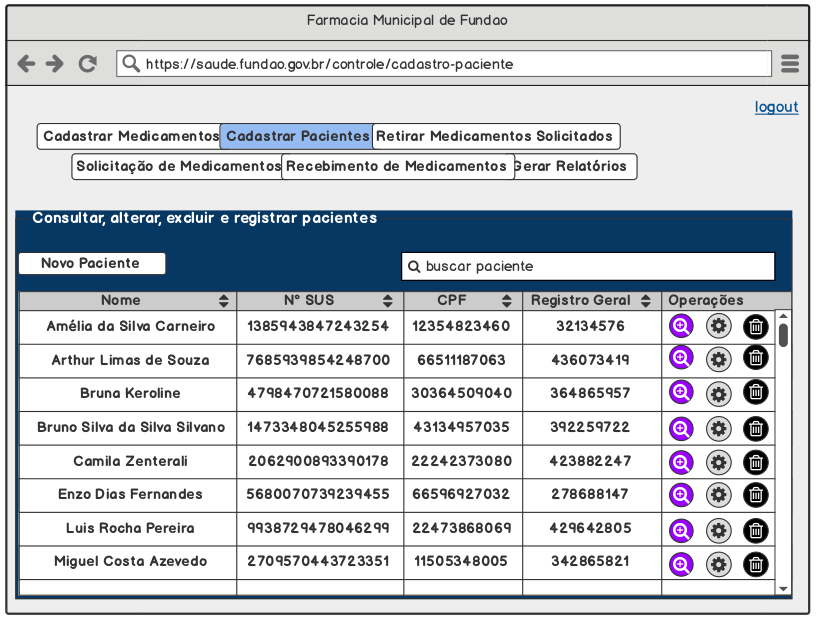 Farmacia Municipal de Fundao
https://saude.fundao.gov.br/controle/cadastro-paciente
logout
Cadastrar Medicamentos Cadastrar Pacientes Retirar Medicamentos Solicitados
Solicitação de Medicamentos Recebimento de Medicamentos Gerar Relatórios
Consultar, alterar, excluir e registrar pacientes
Novo Paciente buscar paciente
Nome Nº SUS CPF Registro Geral Operações
Amélia da Silva Carneiro 1385943847243254 12354823460 32134576
Arthur Limas de Souza 7685939854248700 66511187063 436073419
Bruna Keroline 4798470721580088 30364509040 364865957
Bruno Silva da Silva Silvano 1473348045255988 43134957035 392259722
Camila Zenterali 2062900893390178 22242373080 423882247
Enzo Dias Fernandes 5680070739239455 66596927032 278688147
Luis Rocha Pereira 9938729478046299 22473868069 429642805
Miguel Costa Azevedo 2709570443723351 11505348005 342865821